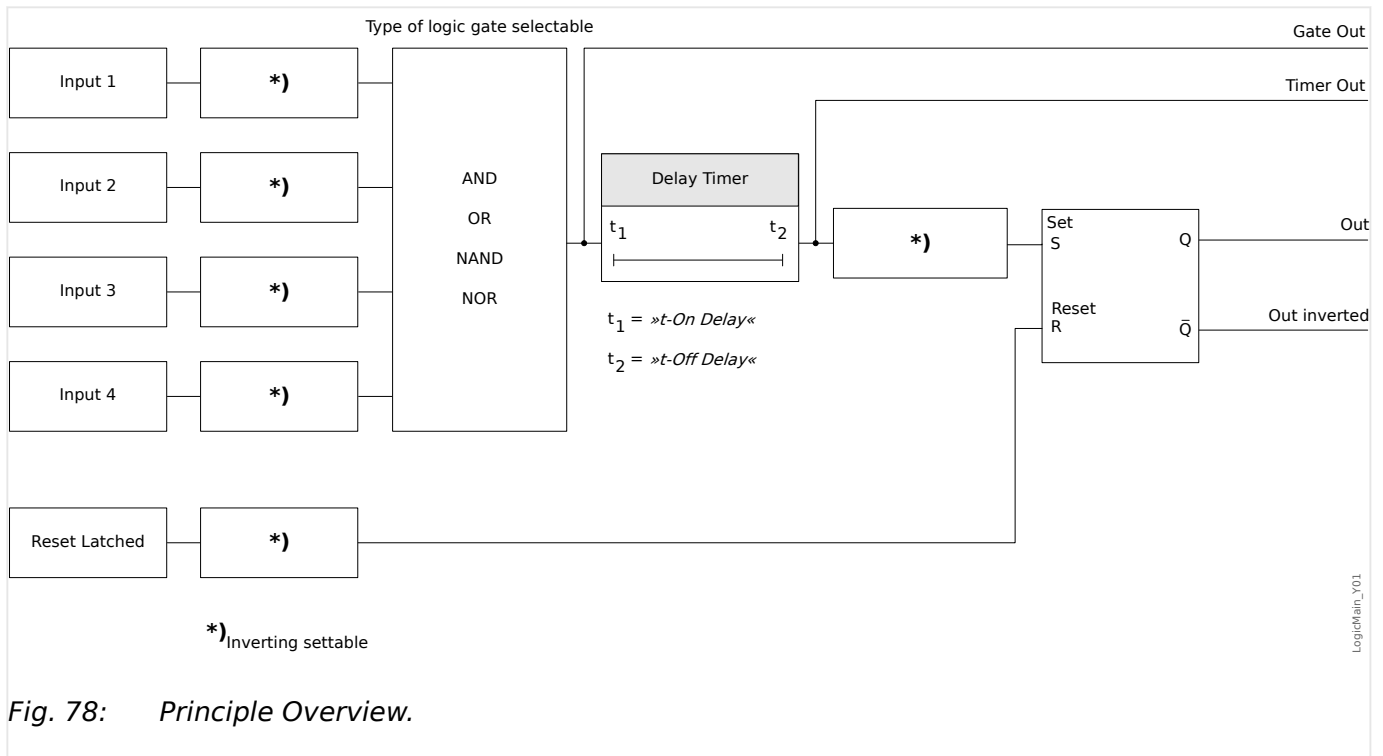 Type of logic gate selectable
Gate Out
Input 1
*)
Timer Out
Input 2
*)
AND
OR
NAND
NOR
Delay Timer
t1
t2
*)
Set
S
Q
Out
Input 3
*)
t1 = »t-On Delay«
t2 = »t-Off Delay«
Reset
R
Q̅
Out inverted
Input 4
*)
Reset Latched
*)
*)Inverting settable
LogicMain_Y01
Fig. 78: Principle Overview.